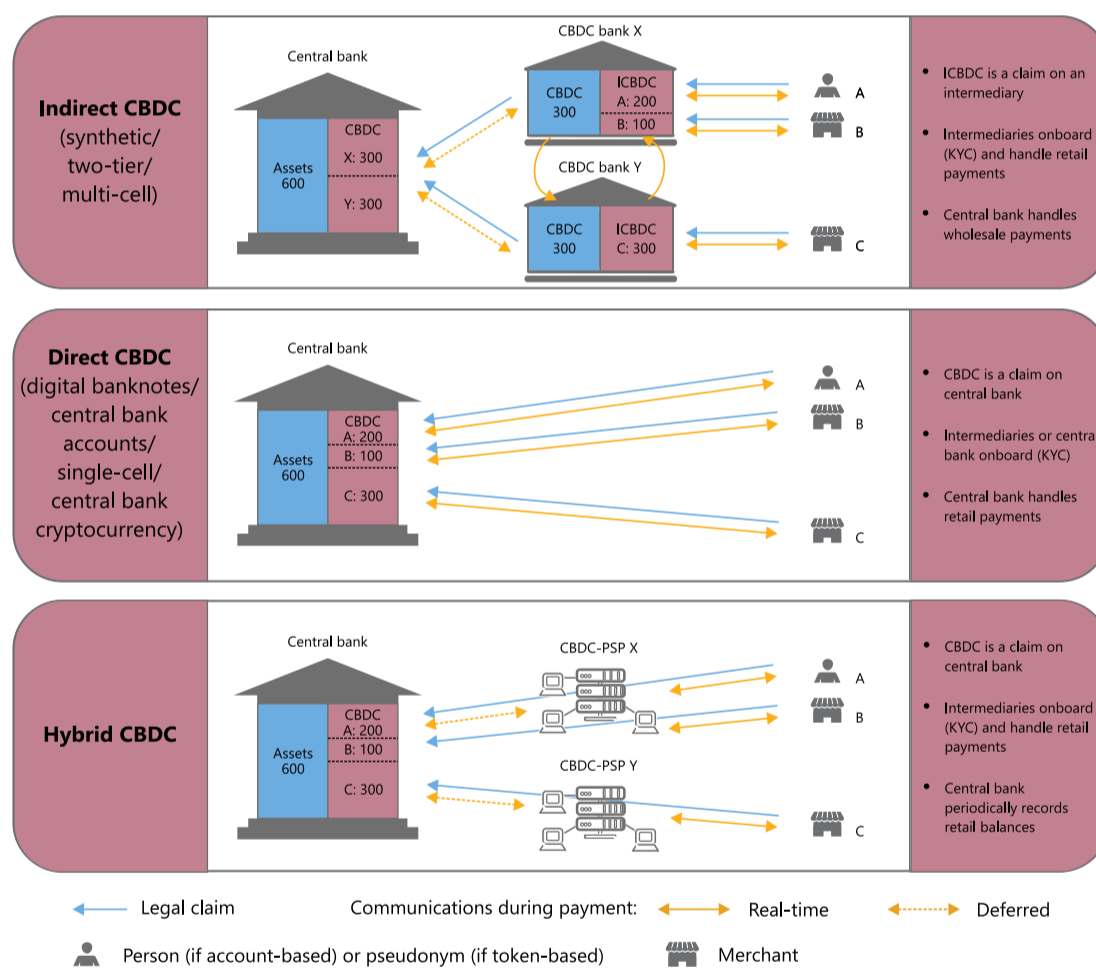 Indirect CBDC
(synthetic/
two-tier/
multi-cell)
Central bank
Assets
600
CBDC
X: 300
Y: 300
CBDC bank X
CBDC
300
ICBDC
A: 200
B: 100
CBDC bank Y
CBDC
300
ICBDC
C: 300
A
B
C
• ICBDC is a claim on an
intermediary
• Intermediaries onboard
(KYC) and handle retail
payments
• Central bank handles
wholesale payments
Direct CBDC
(digital banknotes/
central bank
accounts/
single-cell/
central bank
cryptocurrency)
Central bank
Assets
600
CBDC
A: 200
B: 100
C: 300
A
B
C
• CBDC is a claim on
central bank
• Intermediaries or central
bank onboard (KYC)
• Central bank handles
retail payments
Hybrid CBDC
Central bank
Assets
600
CBDC
A: 200
B: 100
C: 300
CBDC-PSP X
CBDC-PSP Y
A
B
C
• CBDC is a claim on
central bank
• Intermediaries onboard
(KYC) and handle retail
payments
• Central bank
periodically records
retail balances
Legal claim
Communications during payment:
Real-time
Deferred
Person (if account-based) or pseudonym (if token-based)
Merchant